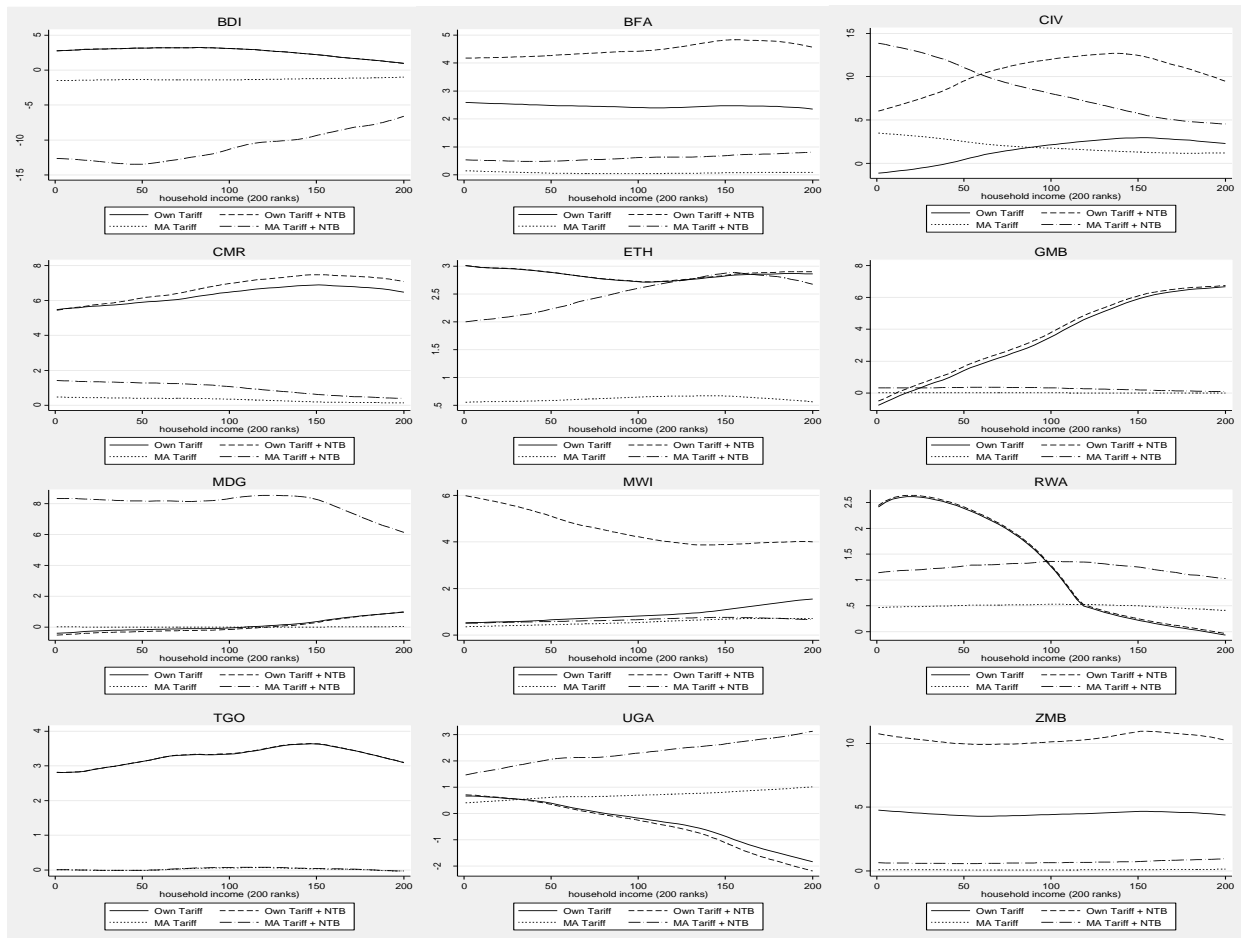 BDI
5
0
-5
-10
-15
0 50 100 150 200
household income (200 ranks)
Own Tariff Own Tariff + NTB
MA Tariff MA Tariff + NTB
BFA
5
4
3
2
1
0
0 50 100 150 200
household income (200 ranks)
Own Tariff Own Tariff + NTB
MA Tariff MA Tariff + NTB
CIV
15
10
5
0
0 50 100 150 200
household income (200 ranks)
Own Tariff Own Tariff + NTB
MA Tariff MA Tariff + NTB
CMR
8
6
4
2
0
0 50 100 150 200
household income (200 ranks)
Own Tariff Own Tariff + NTB
MA Tariff MA Tariff + NTB
ETH
3
2.5
2
1.5
1
.5
0 50 100 150 200
household income (200 ranks)
Own Tariff Own Tariff + NTB
MA Tariff MA Tariff + NTB
GMB
8
6
4
2
0
0 50 100 150 200
household income (200 ranks)
Own Tariff Own Tariff + NTB
MA Tariff MA Tariff + NTB
MDG
8
6
4
2
0
0 50 100 150 200
household income (200 ranks)
Own Tariff Own Tariff + NTB
MA Tariff MA Tariff + NTB
MWI
6
4
2
0
0 50 100 150 200
household income (200 ranks)
Own Tariff Own Tariff + NTB
MA Tariff MA Tariff + NTB
RWA
2.5
2
1.5
1
.5
0
0 50 100 150 200
household income (200 ranks)
Own Tariff Own Tariff + NTB
MA Tariff MA Tariff + NTB
TGO
4
3
2
1
0
0 50 100 150 200
household income (200 ranks)
Own Tariff Own Tariff + NTB
MA Tariff MA Tariff + NTB
UGA
3
2
1
0
-1
-2
0 50 100 150 200
household income (200 ranks)
Own Tariff Own Tariff + NTB
MA Tariff MA Tariff + NTB
ZMB
10
5
0
0 50 100 150 200
household income (200 ranks)
Own Tariff Own Tariff + NTB
MA Tariff MA Tariff + NTB